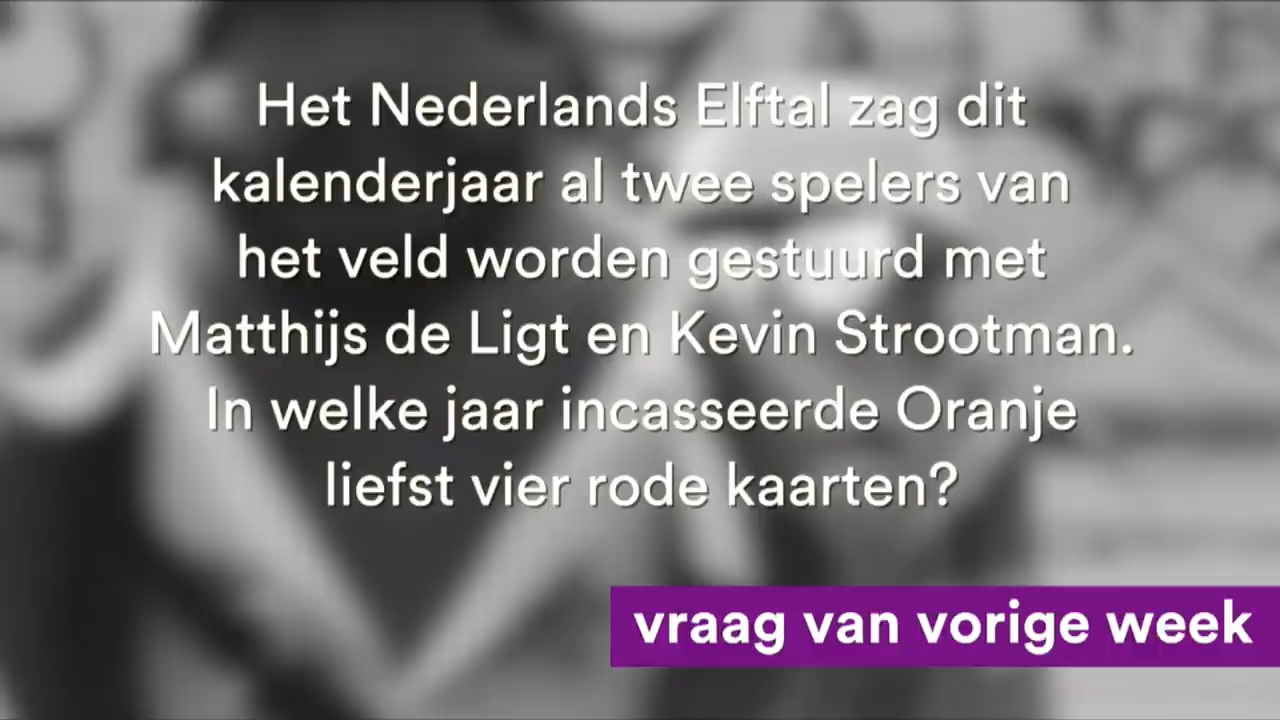 Het Nederlands Elftal zag dit
kalenderjaar al twee spelers van
het veld worden gestuurd met
Matthijs de Ligt en Kevin Strootman.
In welke jaar incasseerde Oranje
liefst vier rode kaarten?
vraag van vorige week